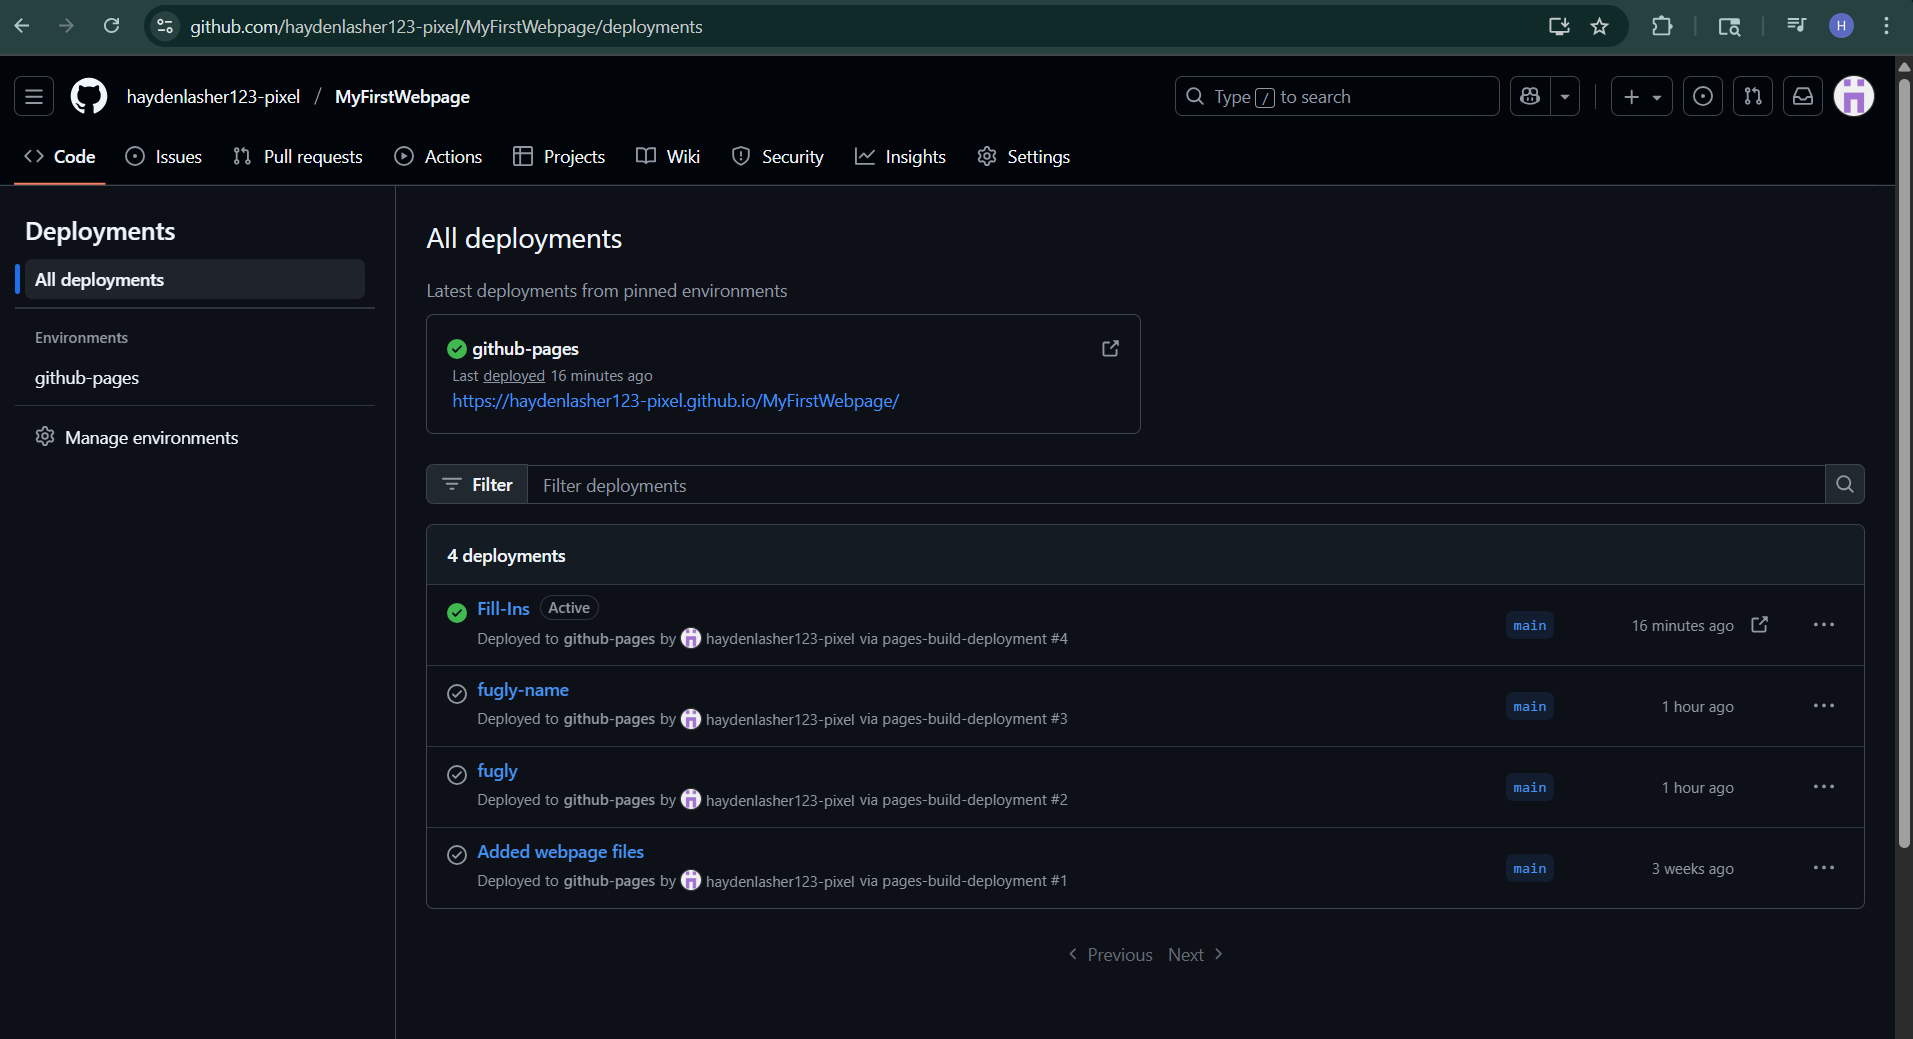 github.com/haydenlasher123-pixel/MyFirstWebpage/deployments
H
haydenlasher123-pixel / MyFirstWebpage
Type / to search
Code Issues Pull requests Actions Projects Wiki Security Insights Settings
Deployments
All deployments
Environments
github-pages
Manage environments
All deployments
Latest deployments from pinned environments
github-pages
Last deployed 16 minutes ago
https://haydenlasher123-pixel.github.io/MyFirstWebpage/
Filter Filter deployments
4 deployments
Fill-Ins Active
Deployed to github-pages by haydenlasher123-pixel via pages-build-deployment #4
main 16 minutes ago
fugly-name
Deployed to github-pages by haydenlasher123-pixel via pages-build-deployment #3
main 1 hour ago
fugly
Deployed to github-pages by haydenlasher123-pixel via pages-build-deployment #2
main 1 hour ago
Added webpage files
Deployed to github-pages by haydenlasher123-pixel via pages-build-deployment #1
main 3 weeks ago
Previous Next